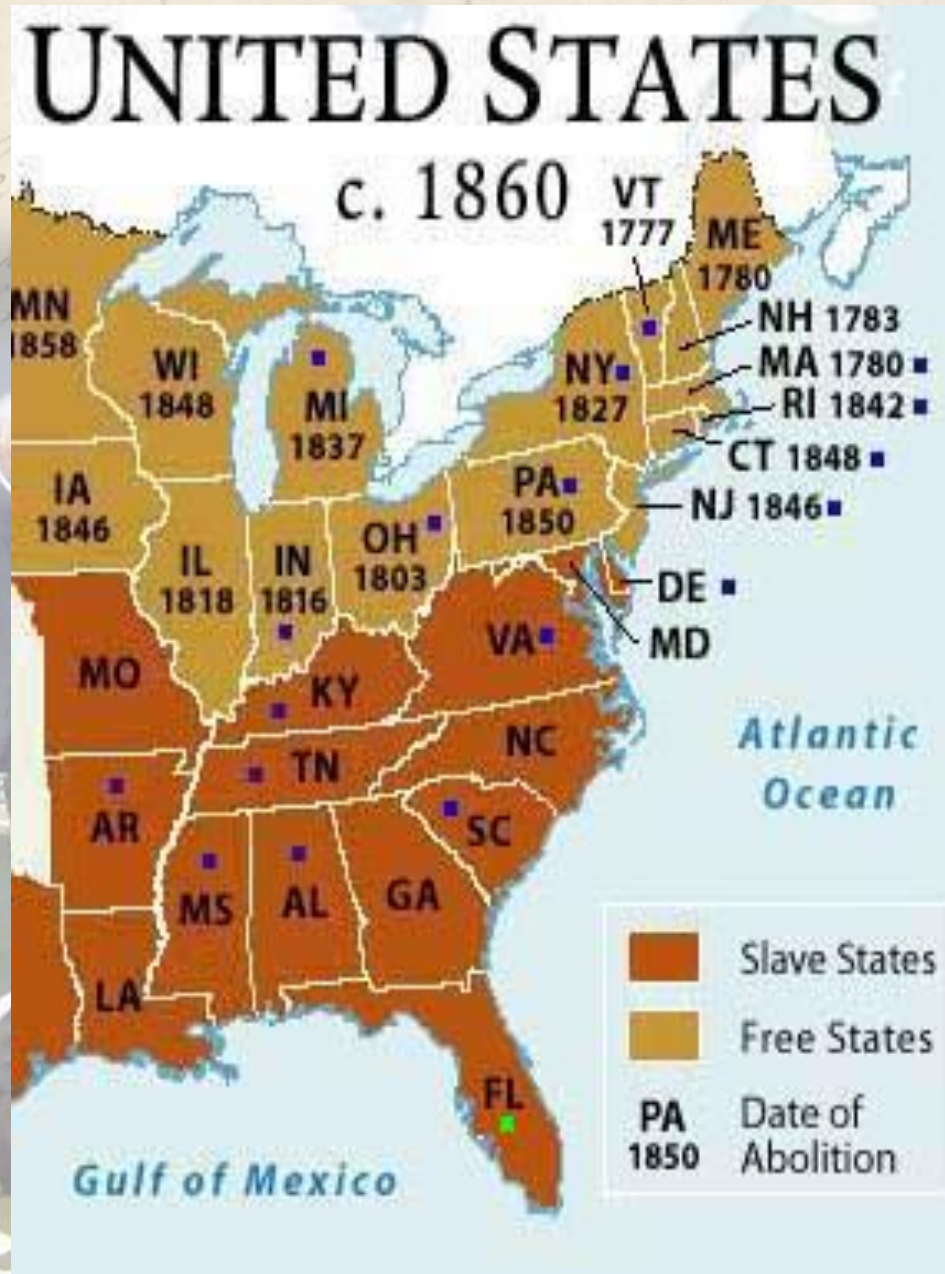 UNITED STATES
c. 1860
VT
1777
ME
1780
NH 1783
MA 1780
RI 1842
CT 1848
NJ 1846
DE
MD
MN
1858
WI
1848
MI
1837
NY
1827
IA
1846
IL
1818
IN
1816
OH
1803
PA
1850
MO
KY
VA
AR
TN
NC
MS
AL
GA
SC
LA
FL
Atlantic
Ocean
Gulf of Mexico
Slave States
Free States
PA
1850
Date of
Abolition